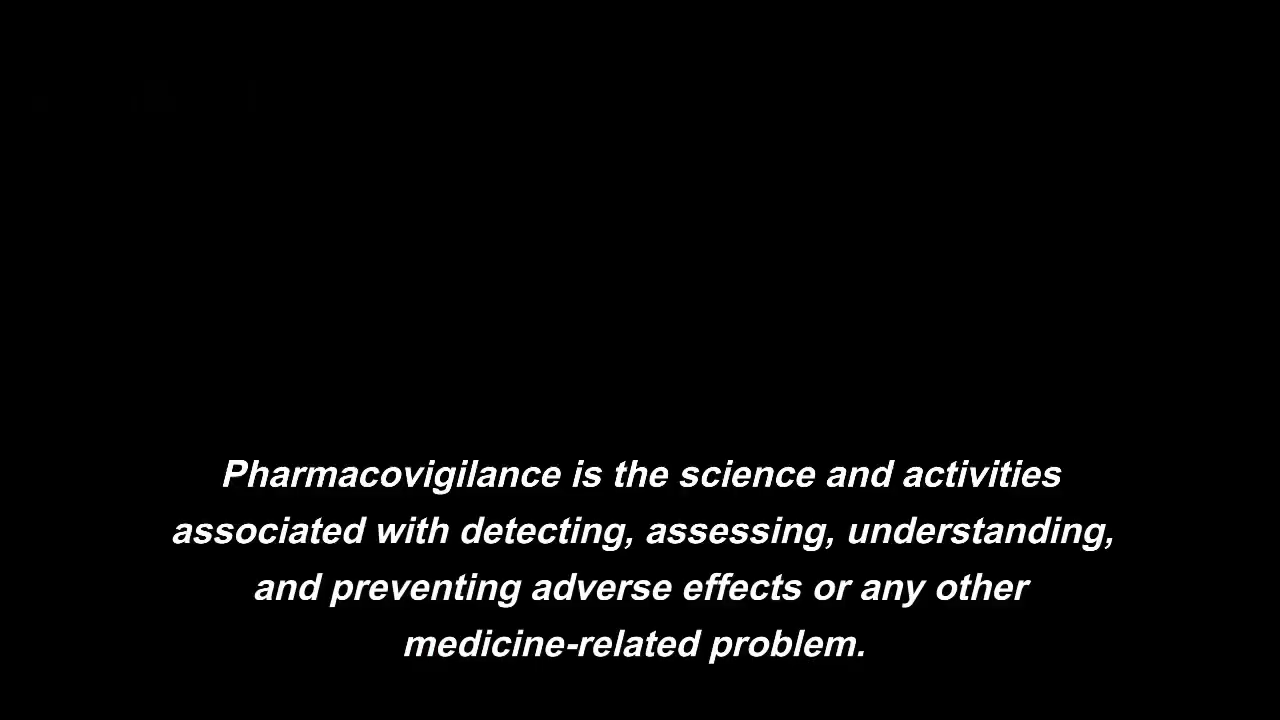 Pharmacovigilance is the science and activities
associated with detecting, assessing, understanding,
and preventing adverse effects or any other
medicine-related problem.